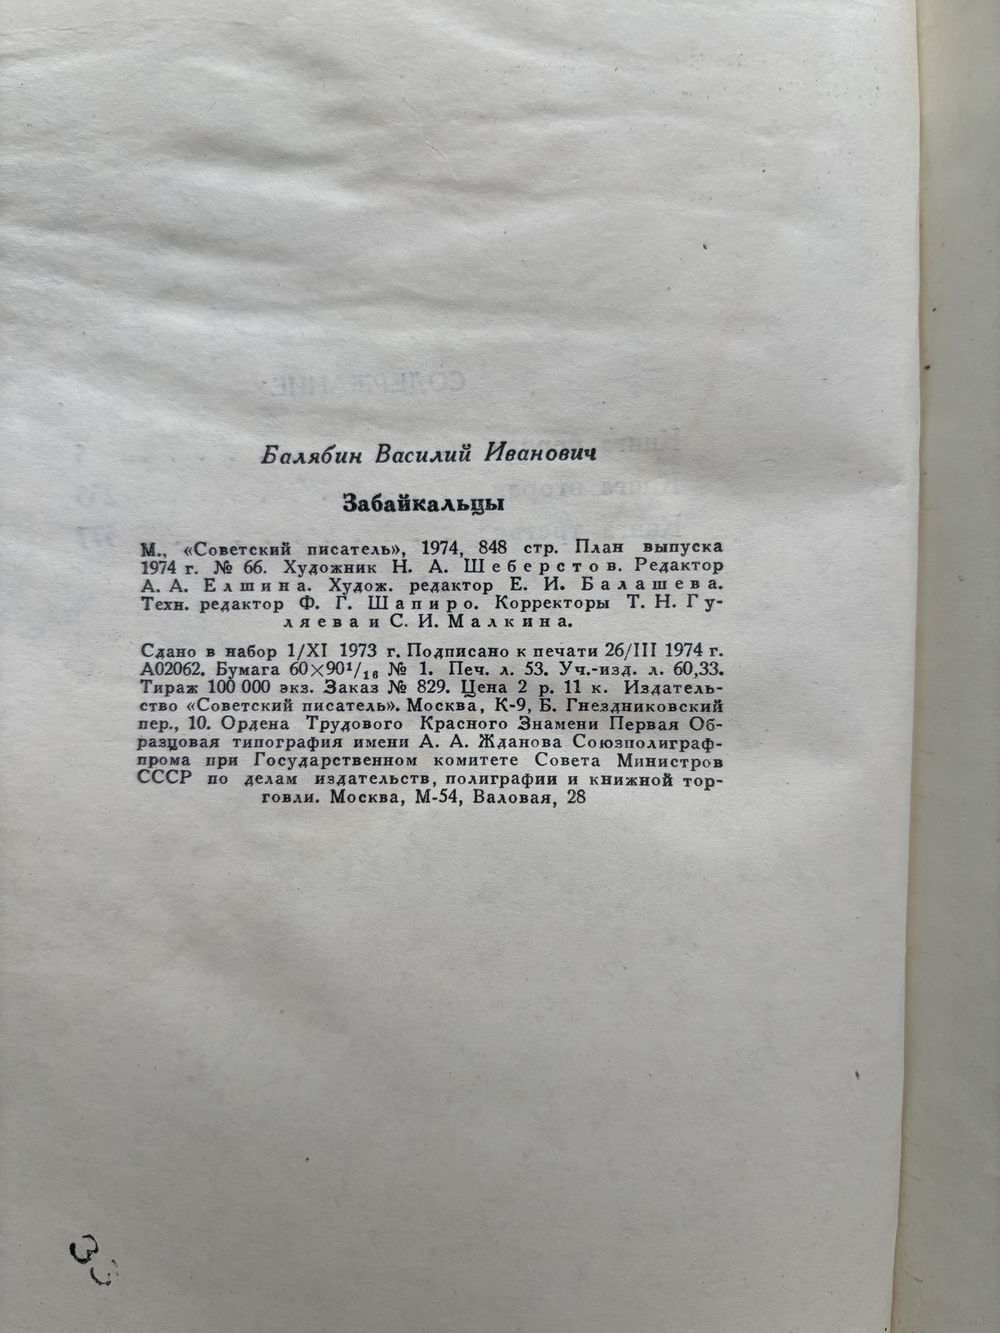 Балябин Василий Иванович
Забайкальцы
М., «Советский писатель», 1974, 848 стр. План выпуска
1974 г. № 66. Художник Н. А. Шеберстов. Редактор
А. А. Елшина. Худож. редактор Е. И. Балашева.
Техн. редактор Ф. Г. Шапиро. Корректоры Т. Н. Гу-
ляева и С. И. Малкина.
Сдано в набор 1/XI 1973 г. Подписано к печати 26/III 1974 г.
А02062. Бумага 60×90¹/₁₆ № 1. Печ. л. 53. Уч.-изд. л. 60,33.
Тираж 100 000 экз. Заказ № 829. Цена 2 р. 11 к. Издатель-
ство «Советский писатель». Москва, К-9, Б. Гнездниковский
пер., 10. Ордена Трудового Красного Знамени Первая Об-
разцовая типография имени А. А. Жданова Союзполиграф-
прома при Государственном комитете Совета Министров
СССР по делам издательств, полиграфии и книжной тор-
говли. Москва, М-54, Валовая, 28
33